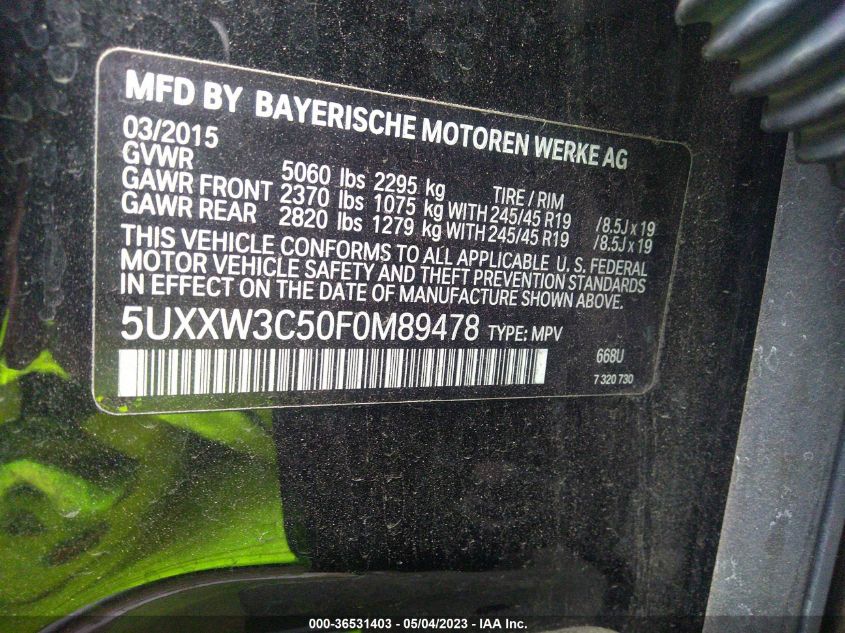 MFD BY BAYERISCHE MOTOREN WERKE AG
03/2015
GVWR 5060 lbs 2295 kg TIRE / RIM
GAWR FRONT 2370 lbs 1075 kg WITH 245/45 R19 /8.5J x 19
GAWR REAR 2820 lbs 1279 kg WITH 245/45 R19 /8.5J x 19
THIS VEHICLE CONFORMS TO ALL APPLICABLE U.S. FEDERAL
MOTOR VEHICLE SAFETY AND THEFT PREVENTION STANDARDS
IN EFFECT ON THE DATE OF MANUFACTURE SHOWN ABOVE.
5UXXW3C50F0M89478 TYPE: MPV
668U
7 320 730
000-36531403 - 05/04/2023 - IAA Inc.